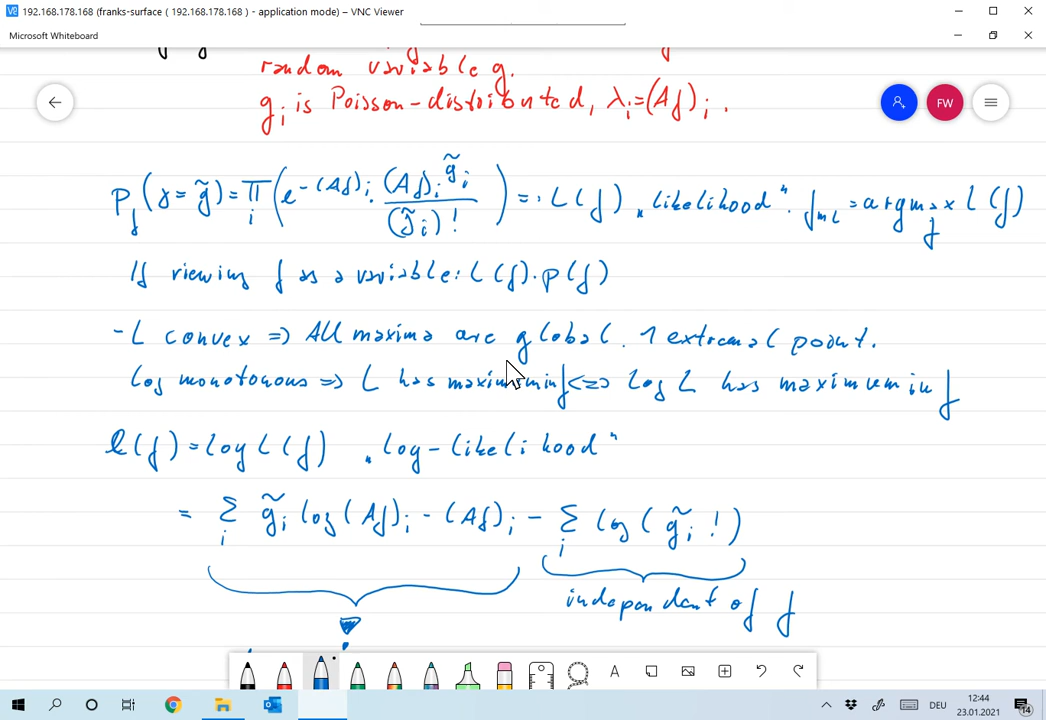 192.168.178.168 ( franks-surface ( 192.168.178.168 ) - application mode) – VNC Viewer
Microsoft Whiteboard
random variable g.
g_i is Poisson-distributed, λ_i=(Af)_i.
FW
P_f(γ=g̃)=∏_i(e^{-(Af)_i} (Af)_i^{g̃_i}/(g̃_i)!)=:L(f) „likelihood". f_ML=argmax_f L(f)
If viewing f as a variable: L(f)·p(f)
-L convex => All maxima are global. 1 extremal point.
log monotonous => L has maximum in f <=> log L has maximum in f
l(f)=log L(f) „log-likelihood"
= Σ_i g̃_i log(Af)_i - (Af)_i - Σ_i log(g̃_i!)
independant of f
A
DEU
12:44
23.01.2021
14